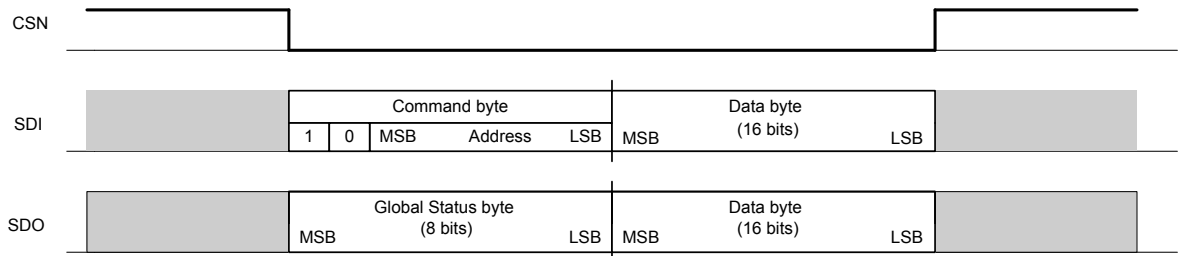 CSN
SDI
Command byte
1 0 MSB Address LSB
Data byte
(16 bits)
MSB LSB
SDO
Global Status byte
(8 bits)
MSB LSB
Data byte
(16 bits)
MSB LSB